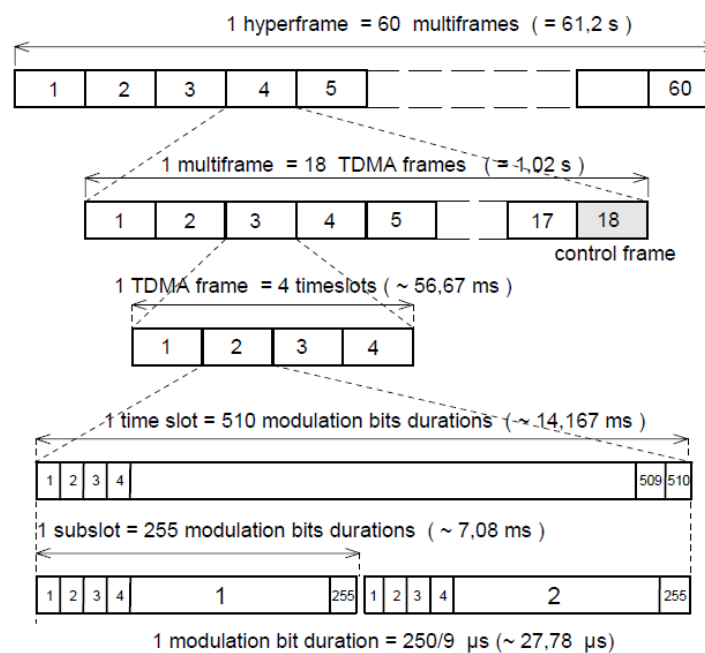 1 hyperframe = 60 multiframes ( = 61,2 s )
1 2 3 4 5 60
1 multiframe = 18 TDMA frames ( = 1,02 s )
1 2 3 4 5 17 18
control frame
1 TDMA frame = 4 timeslots ( ~ 56,67 ms )
1 2 3 4
1 time slot = 510 modulation bits durations ( ~ 14,167 ms )
1 2 3 4 509 510
1 subslot = 255 modulation bits durations ( ~ 7,08 ms )
1 2 3 4 1 255 1 2 3 4 2 255
1 modulation bit duration = 250/9 µs (~ 27,78 µs)